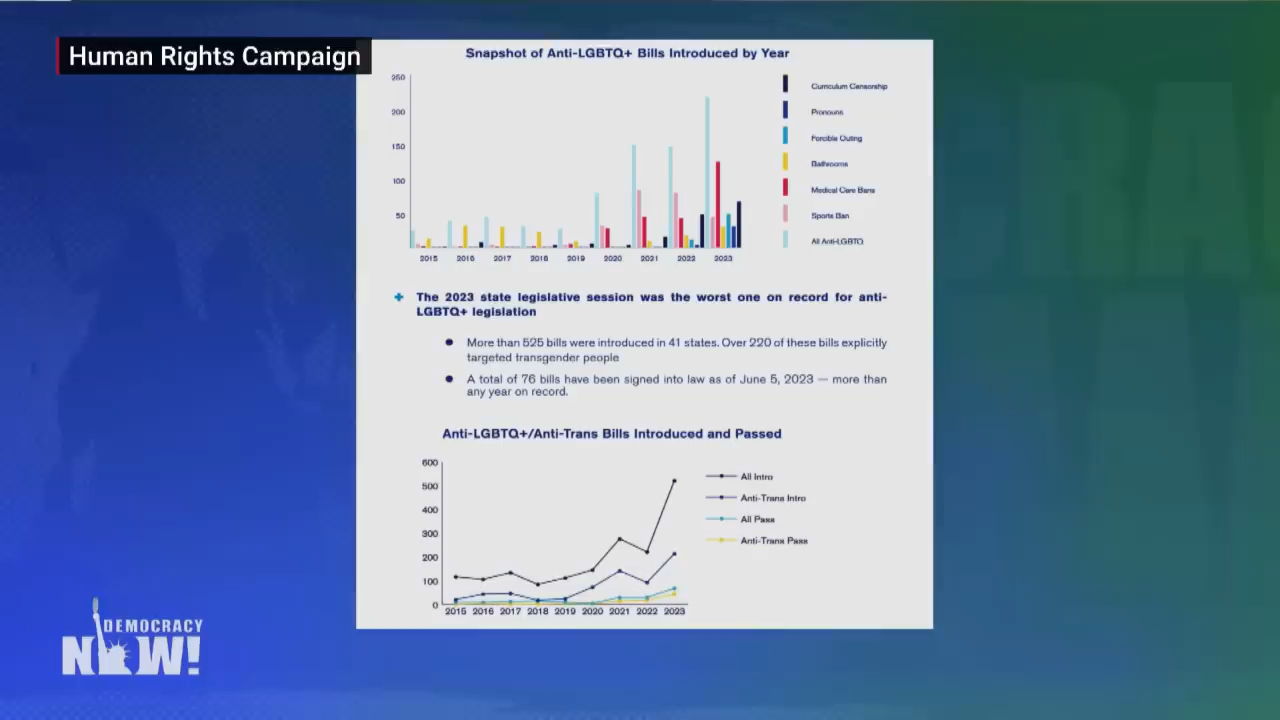 Human Rights Campaign
Snapshot of Anti-LGBTQ+ Bills Introduced by Year
250
200
150
100
50
2015 2016 2017 2018 2019 2020 2021 2022 2023
Curriculum Censorship
Pronouns
Forcible Outing
Bathrooms
Medical Care Bans
Sports Ban
All Anti-LGBTQ
The 2023 state legislative session was the worst one on record for anti-
LGBTQ+ legislation
More than 525 bills were introduced in 41 states. Over 220 of these bills explicitly
targeted transgender people
A total of 76 bills have been signed into law as of June 5, 2023 — more than
any year on record.
Anti-LGBTQ+/Anti-Trans Bills Introduced and Passed
600
500
400
300
200
100
0
2015 2016 2017 2018 2019 2020 2021 2022 2023
All Intro
Anti-Trans Intro
All Pass
Anti-Trans Pass
DEMOCRACY
NOW!